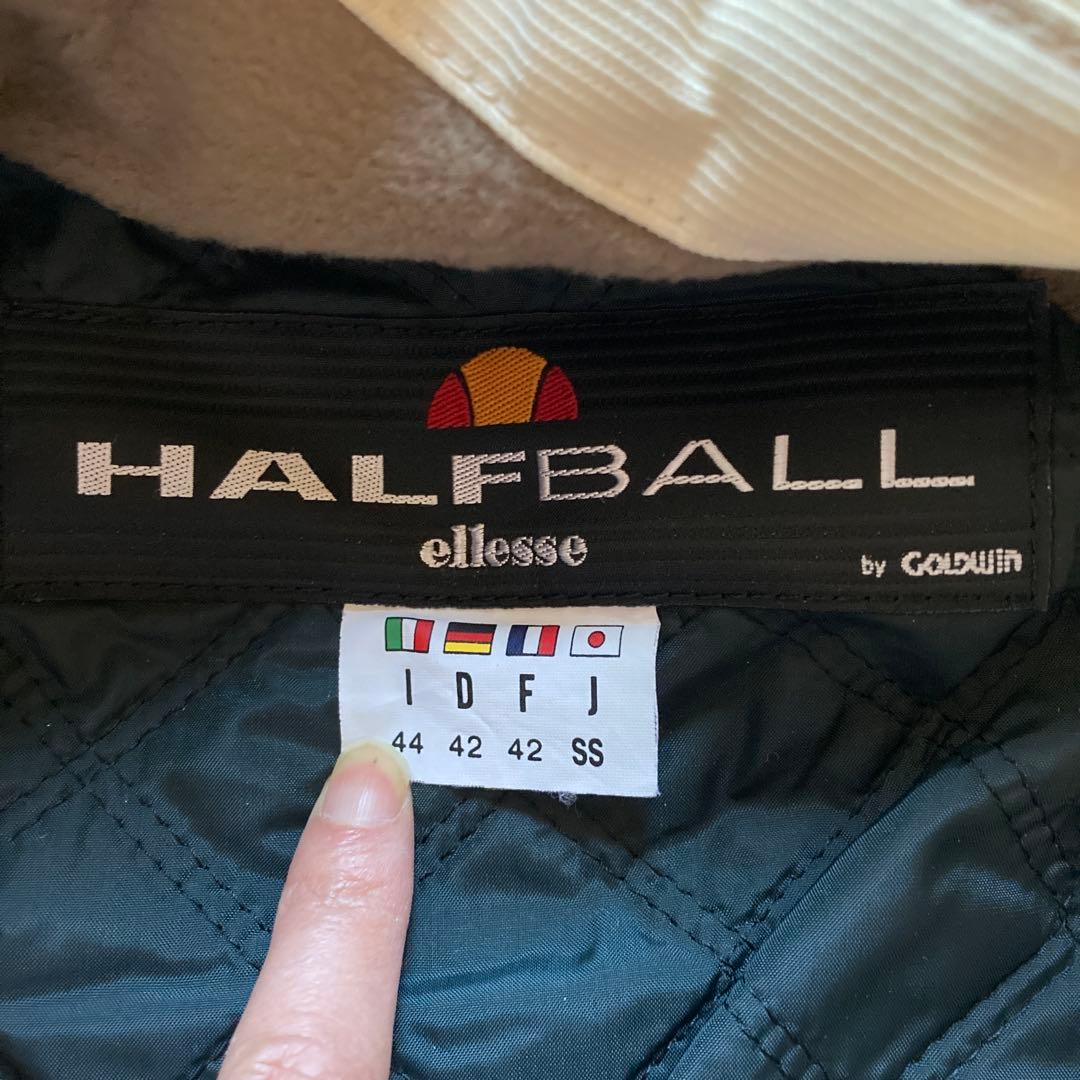 HALFBALL
ellesse
by GOLDWIN
I D F J
44 42 42 SS